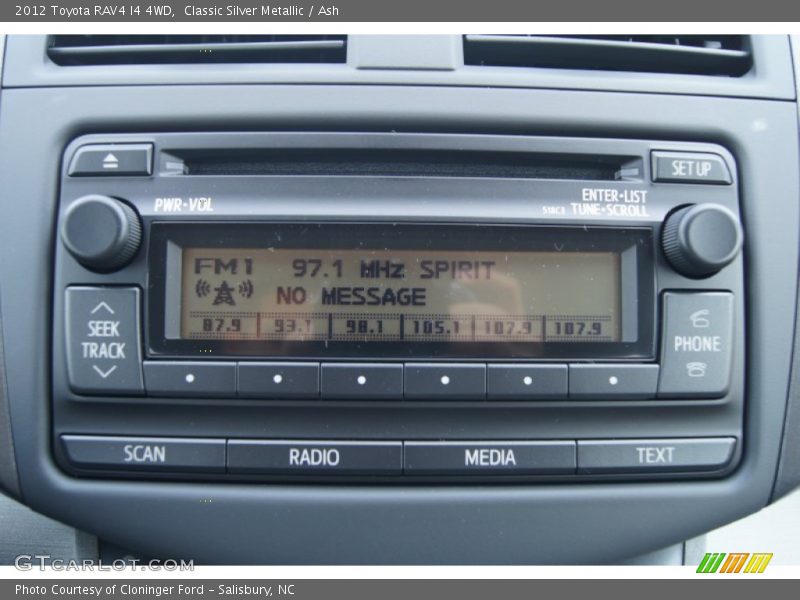 2012 Toyota RAV4 I4 4WD,  Classic Silver Metallic / Ash
SET UP
PWR•VOL
ENTER•LIST
518C3 TUNE•SCROLL
FM1 97.1 MHz SPIRIT
NO MESSAGE
87.9 93.1 98.1 105.1 107.9 107.9
SEEK
TRACK
PHONE
SCAN RADIO MEDIA TEXT
GTCarLot.com
Photo Courtesy of Cloninger Ford – Salisbury, NC